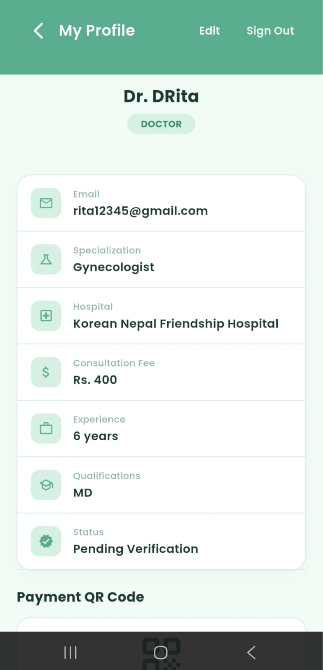 My Profile
Edit
Sign Out
Dr. DRita
DOCTOR
Email
rita12345@gmail.com
Specialization
Gynecologist
Hospital
Korean Nepal Friendship Hospital
Consultation Fee
Rs. 400
Experience
6 years
Qualifications
MD
Status
Pending Verification
Payment QR Code